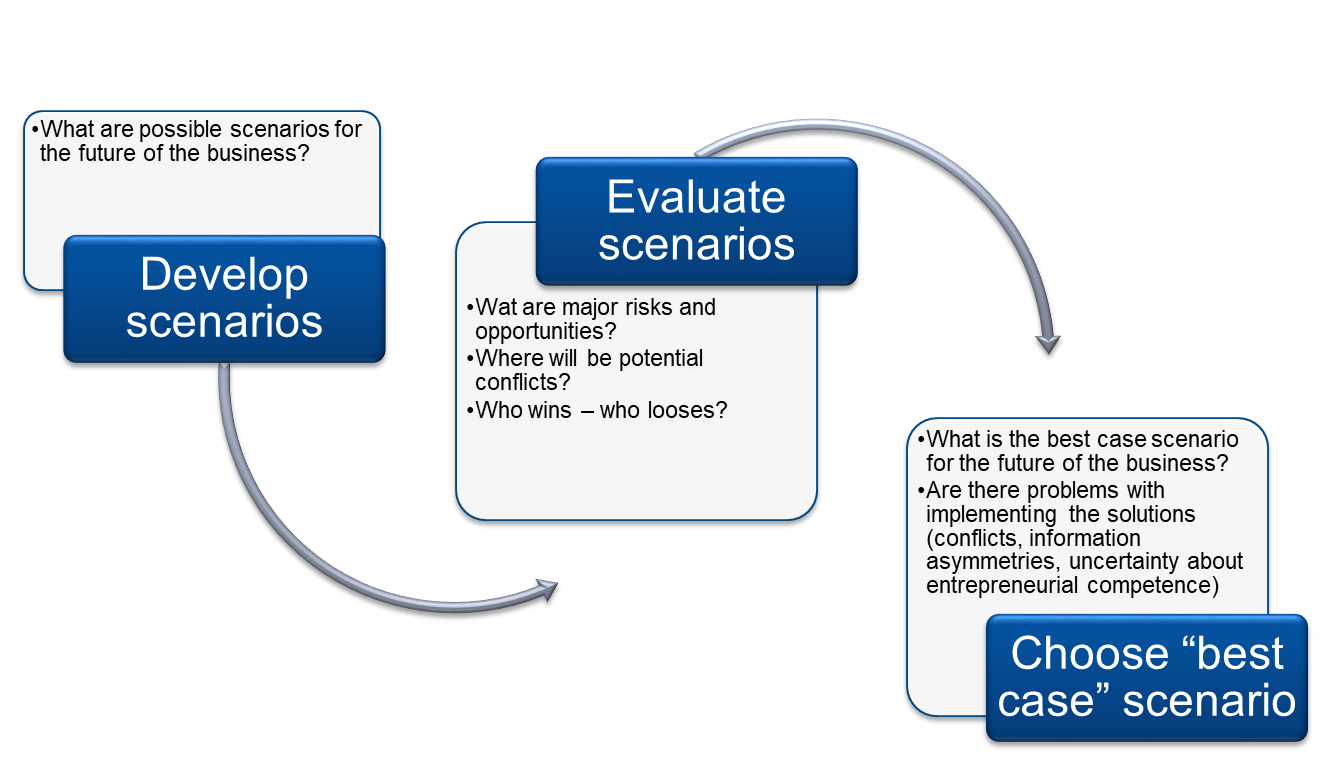 •What are possible scenarios for
the future of the business?
Develop
scenarios
Evaluate
scenarios
•Wat are major risks and
opportunities?
•Where will be potential
conflicts?
•Who wins – who looses?
•What is the best case scenario
for the future of the business?
•Are there problems with
implementing the solutions
(conflicts, information
asymmetries, uncertainty about
entrepreneurial competence)
Choose “best
case” scenario